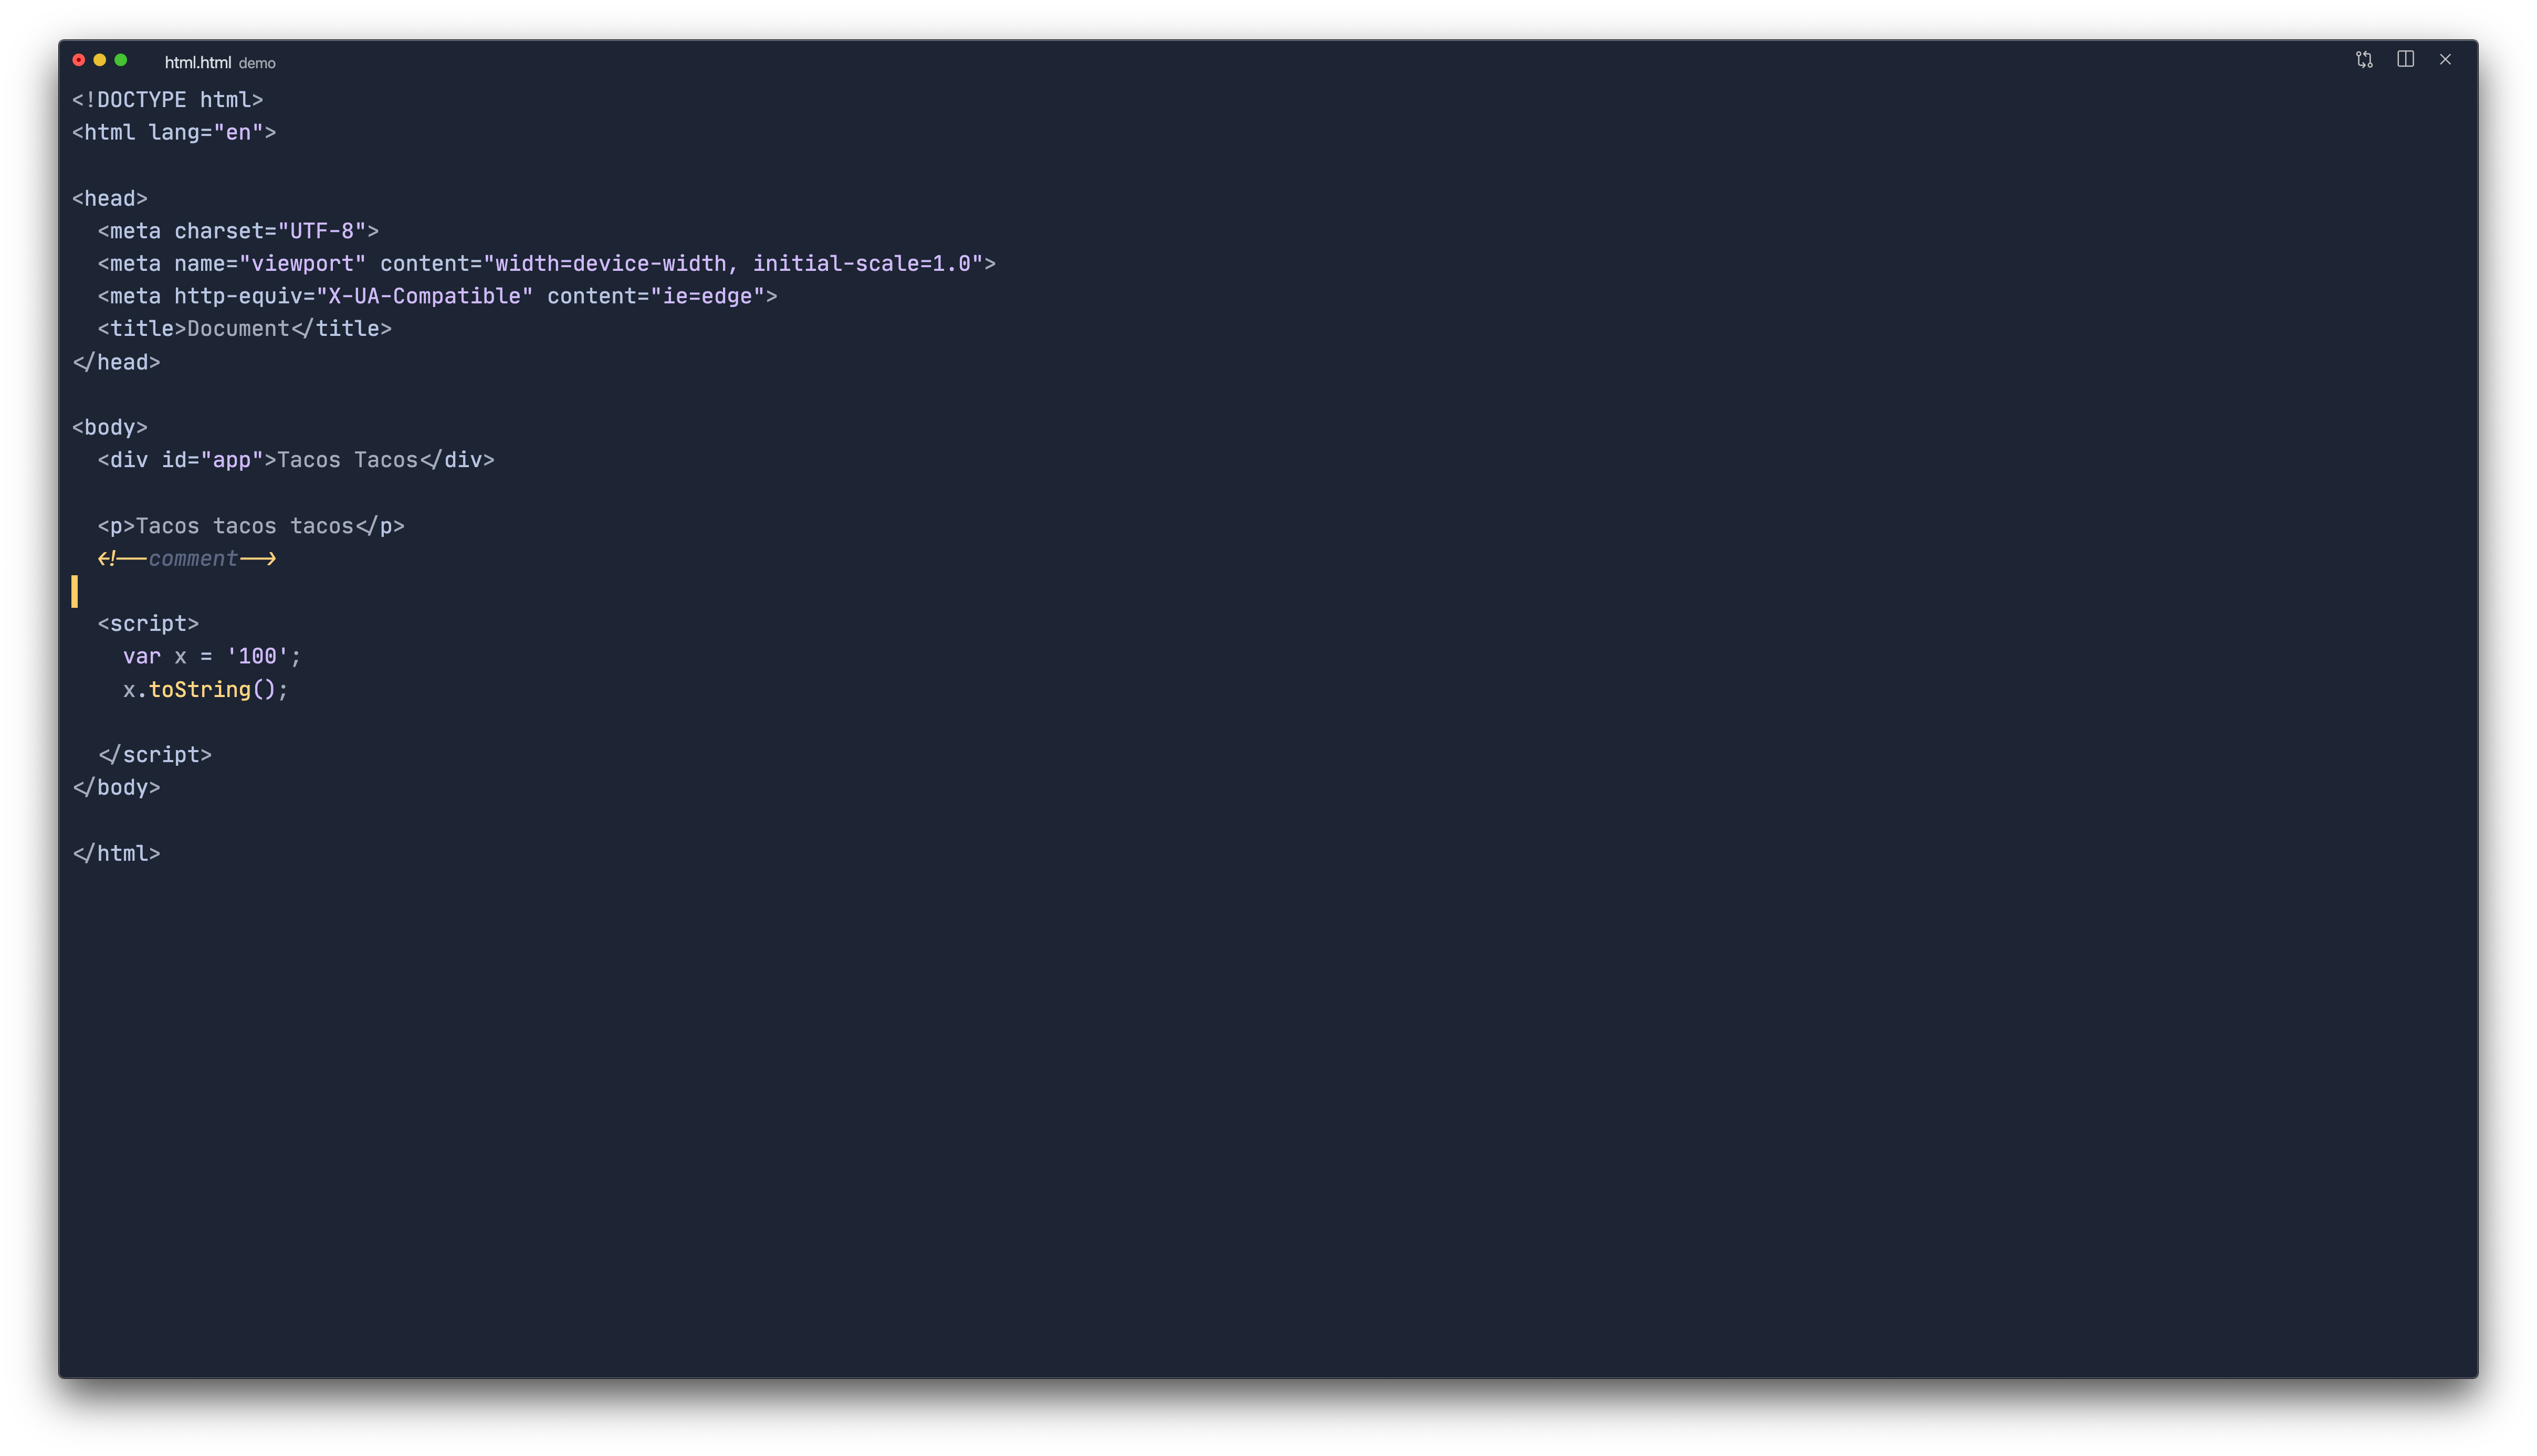 html.html demo
<!DOCTYPE html>
<html lang="en">
<head>
  <meta charset="UTF-8">
  <meta name="viewport" content="width=device-width, initial-scale=1.0">
  <meta http-equiv="X-UA-Compatible" content="ie=edge">
  <title>Document</title>
</head>
<body>
  <div id="app">Tacos Tacos</div>
  <p>Tacos tacos tacos</p>
  <!--comment-->
  <script>
    var x = '100';
    x.toString();
  </script>
</body>
</html>